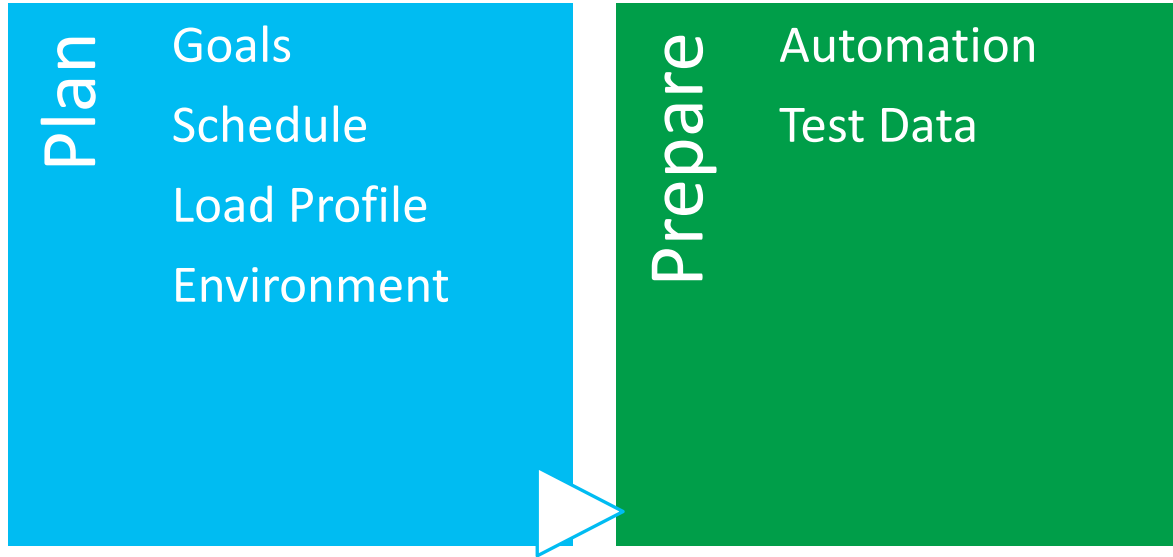 Plan
Goals
Schedule
Load Profile
Environment
Prepare
Automation
Test Data